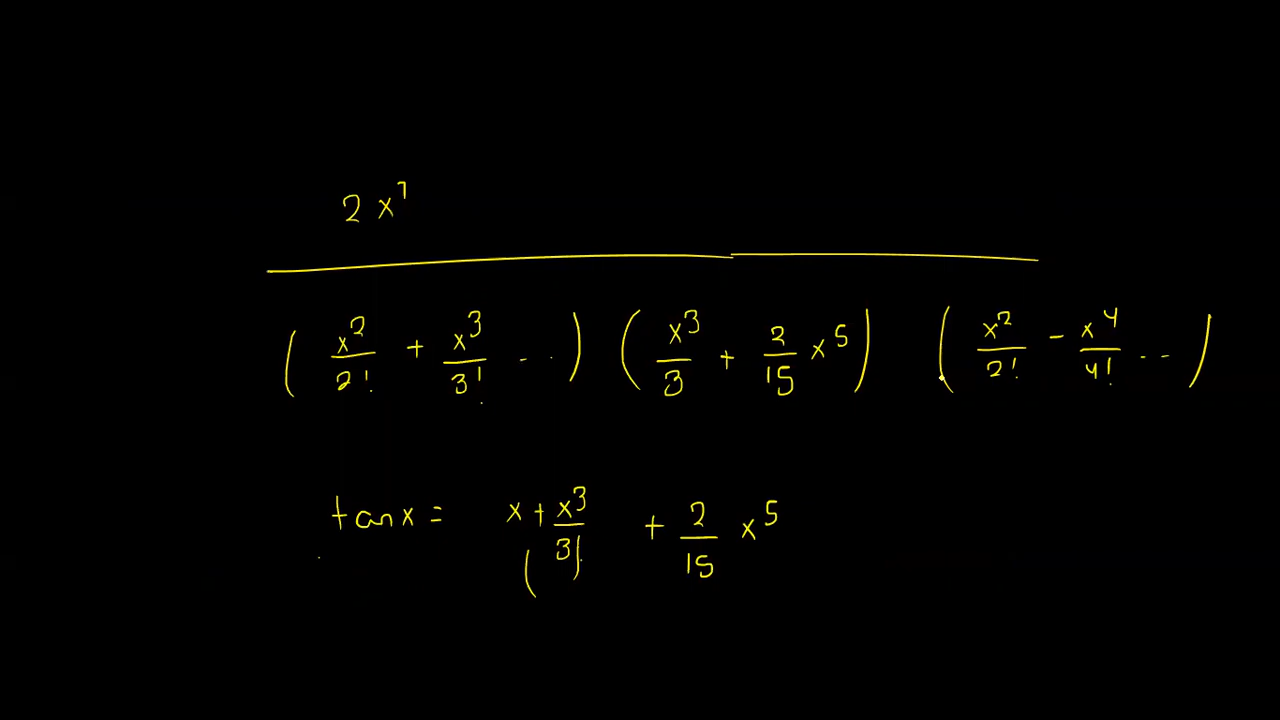 2 x^7
( x^2/2! + x^3/3! ... ) ( x^3/3 + 2/15 x^5 ) ( x^2/2! - x^4/4! ... )
tan x = x + x^3/3! + 2/15 x^5
(